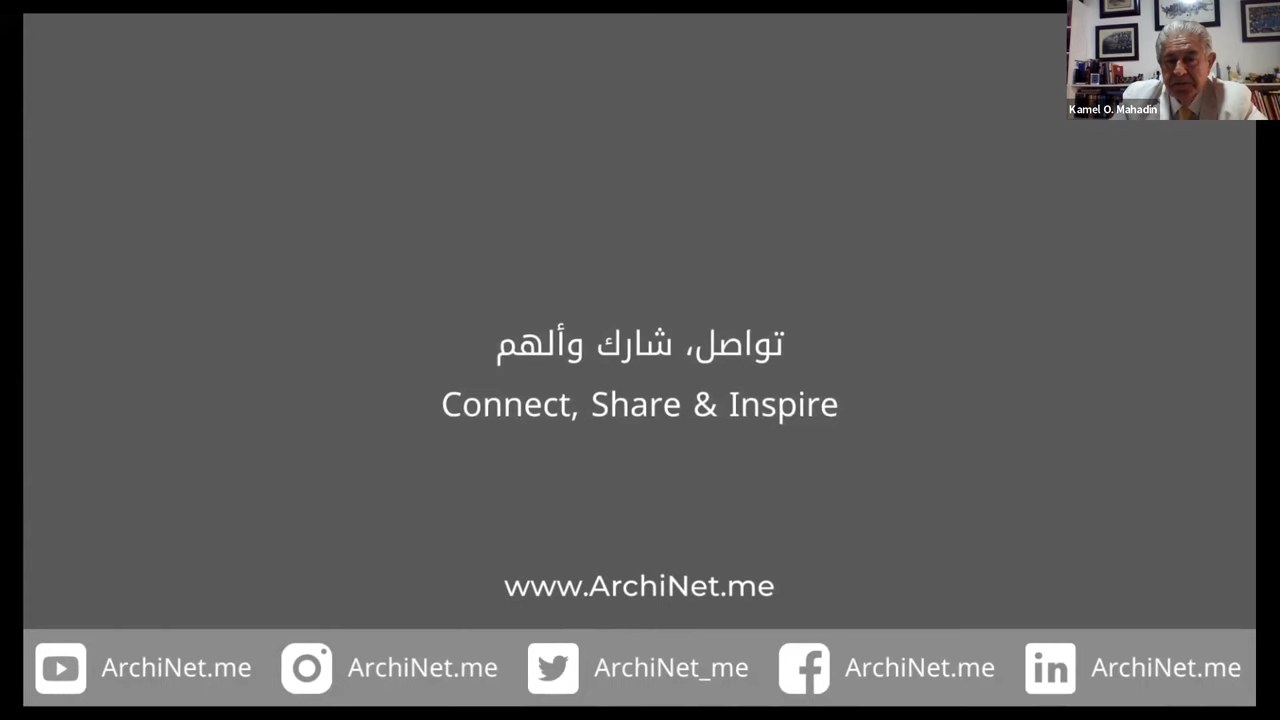 Kamel O. Mahadin
تواصل، شارك وألهم
Connect, Share & Inspire
www.ArchiNet.me
ArchiNet.me
ArchiNet.me
ArchiNet_me
ArchiNet.me
ArchiNet.me